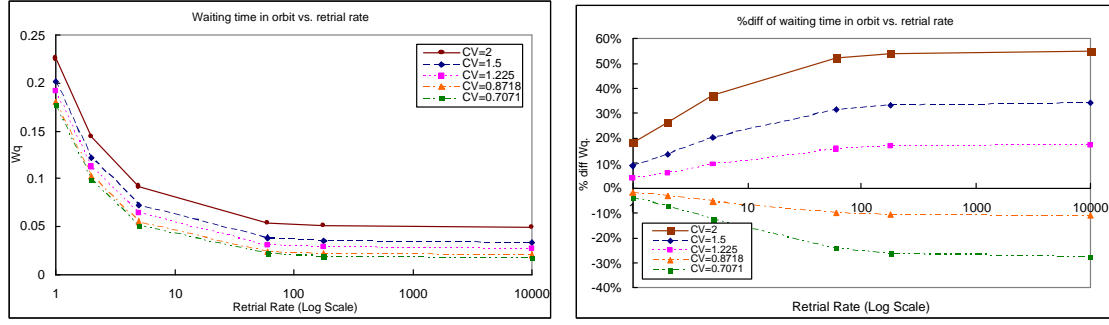 Waiting time in orbit vs. retrial rate
0.25
0.2
0.15
0.1
0.05
0
Wq
CV=2
CV=1.5
CV=1.225
CV=0.8718
CV=0.7071
1
10
100
1000
10000
Retrial Rate (Log Scale)
%diff of waiting time in orbit vs. retrial rate
60%
50%
40%
30%
20%
10%
0%
-10%
-20%
-30%
-40%
% diff Wq.
1
10
100
1000
10000
CV=2
CV=1.5
CV=1.225
CV=0.8718
CV=0.7071
Retrial Rate (Log Scale)